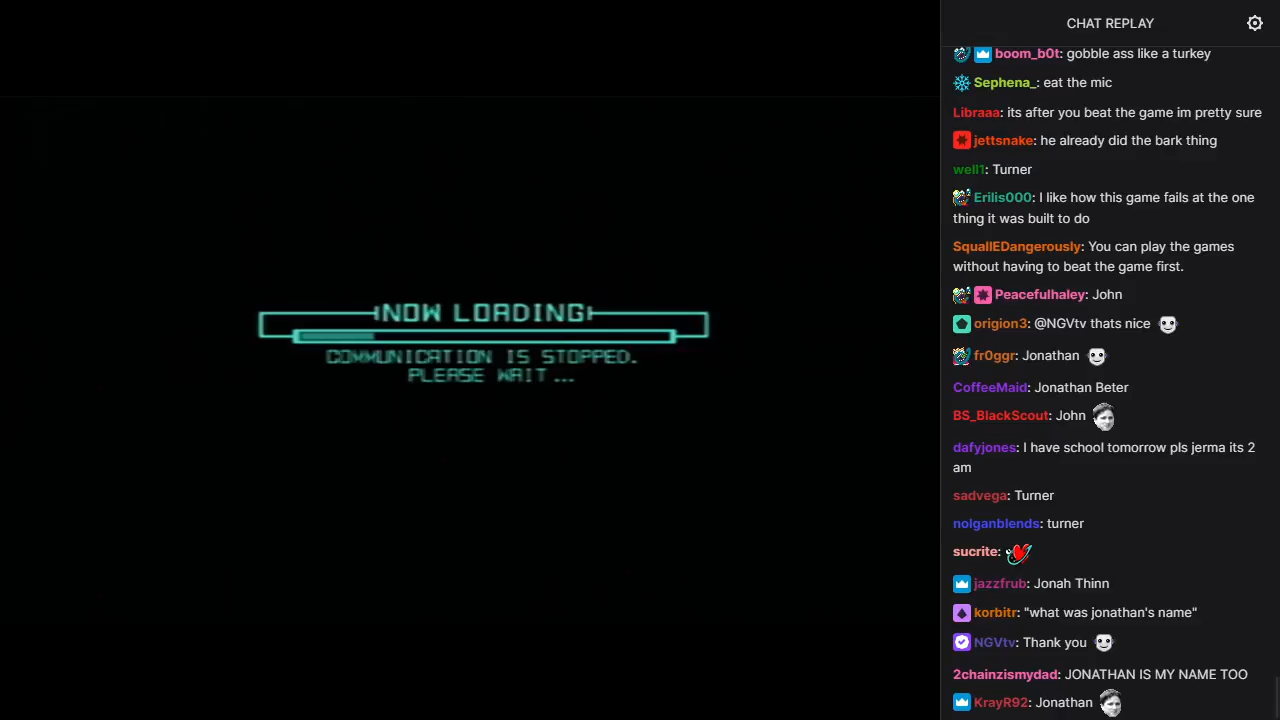 NOW LOADING
COMMUNICATION IS STOPPED.
PLEASE WAIT...
CHAT REPLAY
boom_b0t: gobble ass like a turkey
Sephena_: eat the mic
Libraaa: its after you beat the game im pretty sure
jettsnake: he already did the bark thing
well1: Turner
Erilis000: I like how this game fails at the one
thing it was built to do
SquallEDangerously: You can play the games
without having to beat the game first.
Peacefulhaley: John
origion3: @NGVtv thats nice
fr0ggr: Jonathan
CoffeeMaid: Jonathan Beter
BS_BlackScout: John
dafyjones: I have school tomorrow pls jerma its 2
am
sadvega: Turner
nolganblends: turner
sucrite:
jazzfrub: Jonah Thinn
korbitr: "what was jonathan's name"
NGVtv: Thank you
2chainzismydad: JONATHAN IS MY NAME TOO
KrayR92: Jonathan